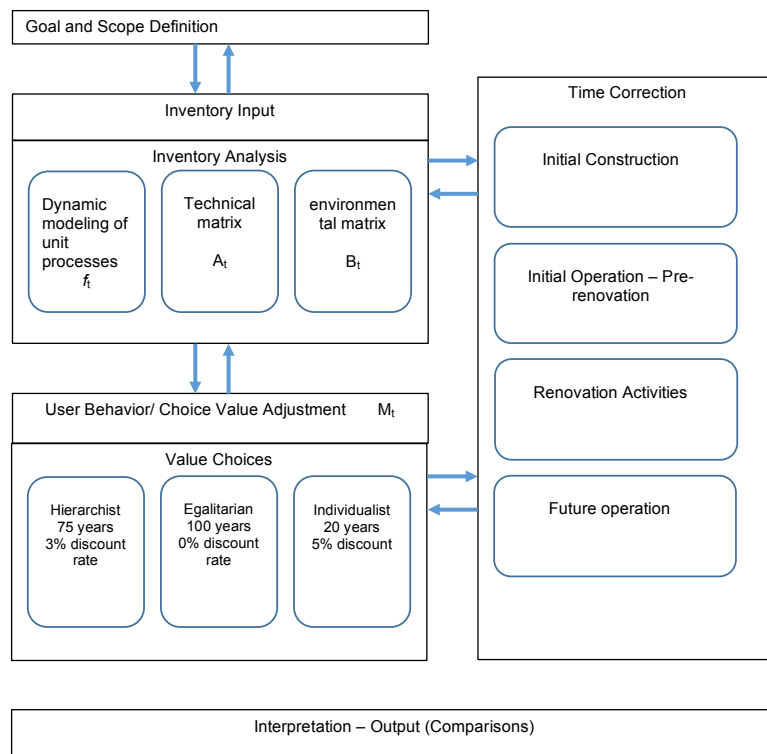 Goal and Scope Definition
Inventory Input
Inventory Analysis
Dynamic
modeling of
unit
processes
fₜ
Technical
matrix
Aₜ
environmen
tal matrix
Bₜ
User Behavior/ Choice Value Adjustment Mₜ
Value Choices
Hierarchist
75 years
3% discount
rate
Egalitarian
100 years
0% discount
rate
Individualist
20 years
5% discount
Time Correction
Initial Construction
Initial Operation – Pre-
renovation
Renovation Activities
Future operation
Interpretation – Output (Comparisons)